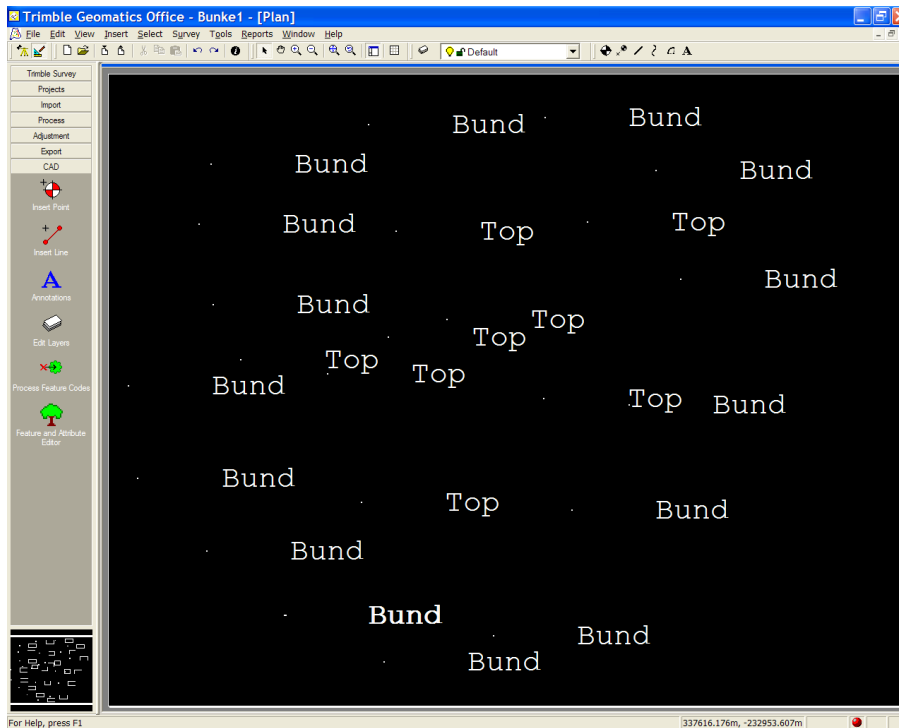 Trimble Geomatics Office - Bunke1 - [Plan]
File Edit View Insert Select Survey Tools Reports Window Help
Default
A
Trimble Survey
Projects
Import
Process
Adjustment
Export
CAD
Insert Point
Insert Line
A
Annotations
Edit Layers
Process Feature Codes
Feature and Attribute
Editor
Bund Bund
Bund Bund
Bund Top Top
Bund
Bund Top
Top
Top Top
Bund Top Bund
Bund Top Bund
Bund
Bund
Bund
Bund
For Help, press F1 337616.176m, -232953.607m